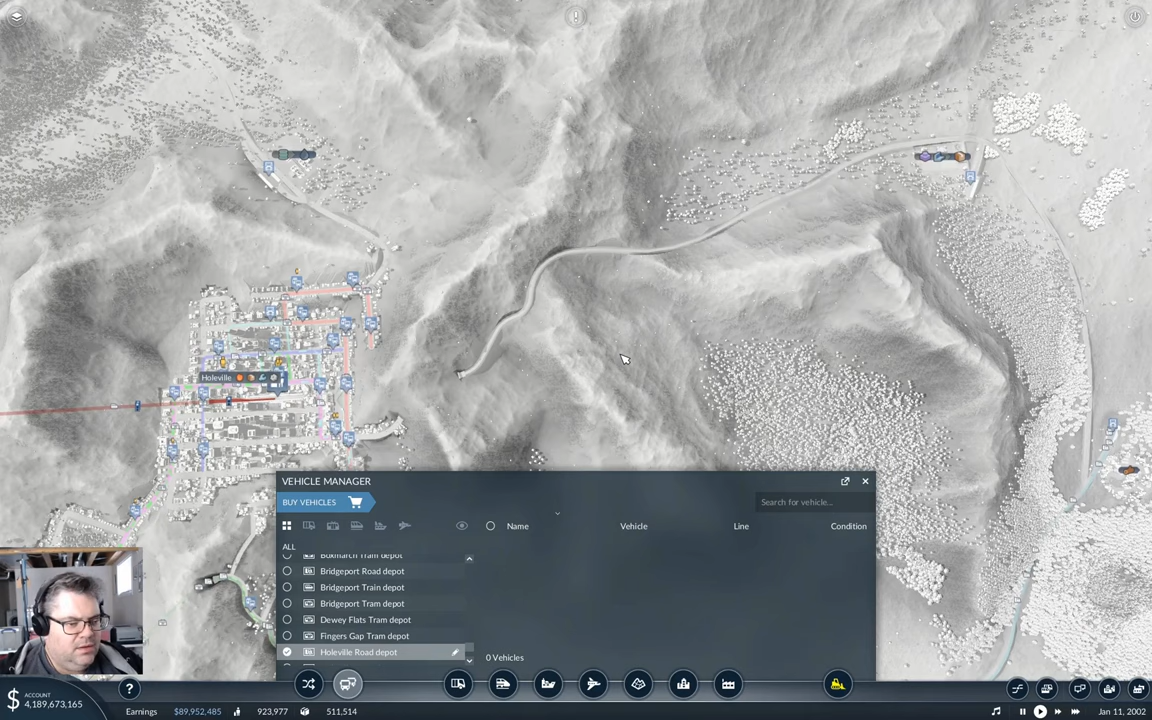 Holeville
VEHICLE MANAGER
BUY VEHICLES
Search for vehicle...
Name Vehicle Line Condition
ALL
Boxmarch Tram depot
Bridgeport Road depot
Bridgeport Train depot
Bridgeport Tram depot
Dewey Flats Tram depot
Fingers Gap Tram depot
Holeville Road depot
0 Vehicles
$ ACCOUNT
4,189,673,165
?
Earnings $89,952,485 923,977 511,514
Jan 11, 2002